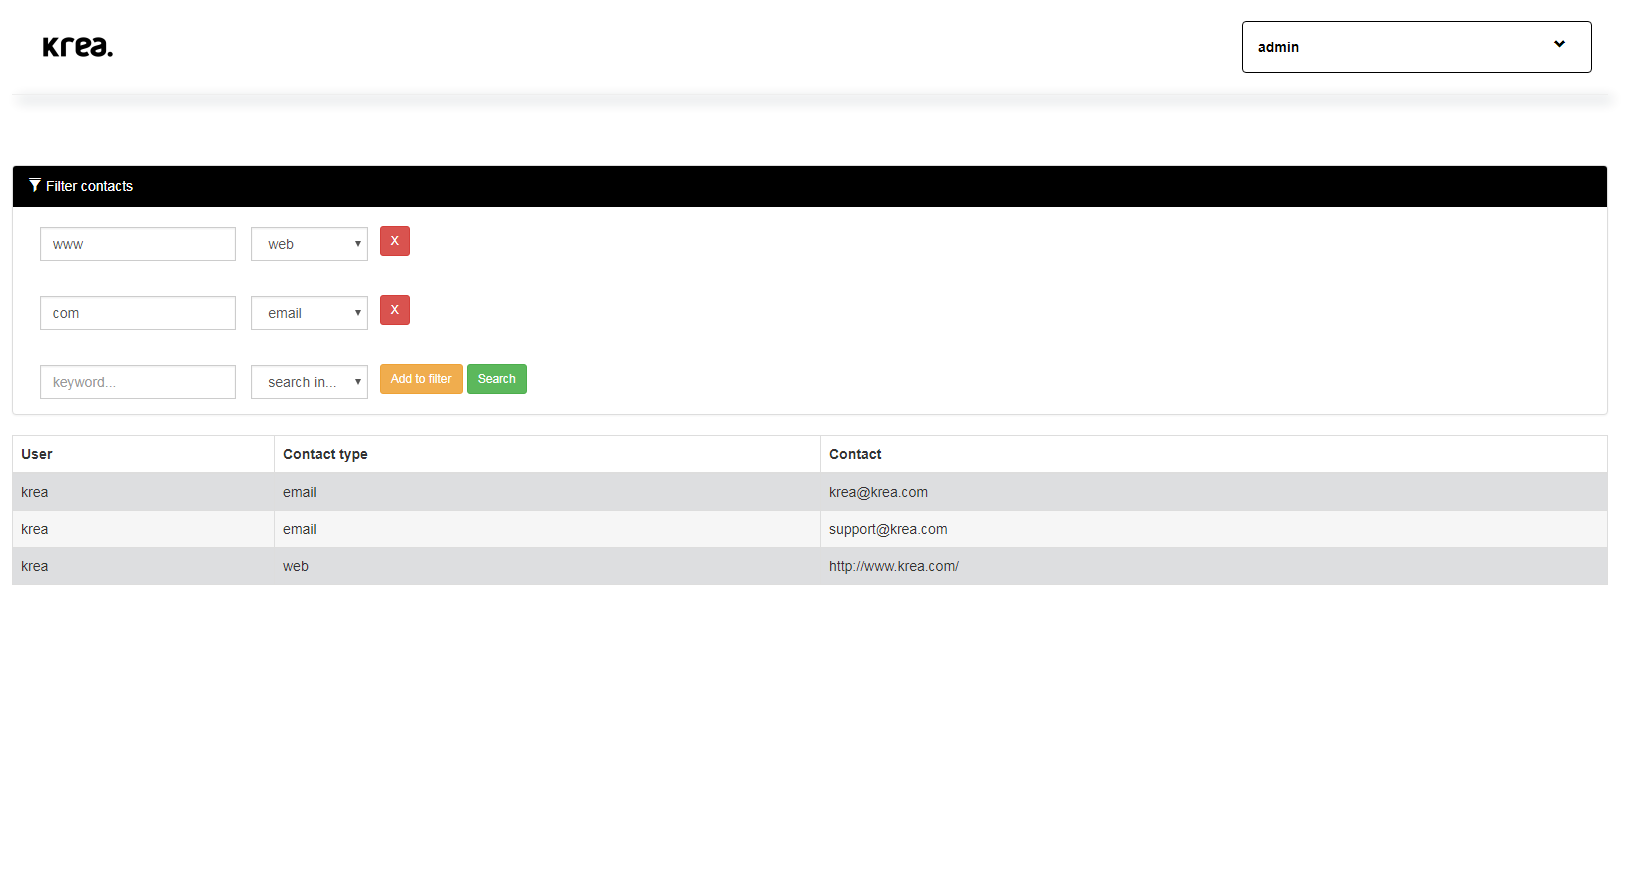 krea.
admin
Filter contacts
www web X
com email X
keyword... search in... Add to filter Search
User Contact type Contact
krea email krea@krea.com
krea email support@krea.com
krea web http://www.krea.com/